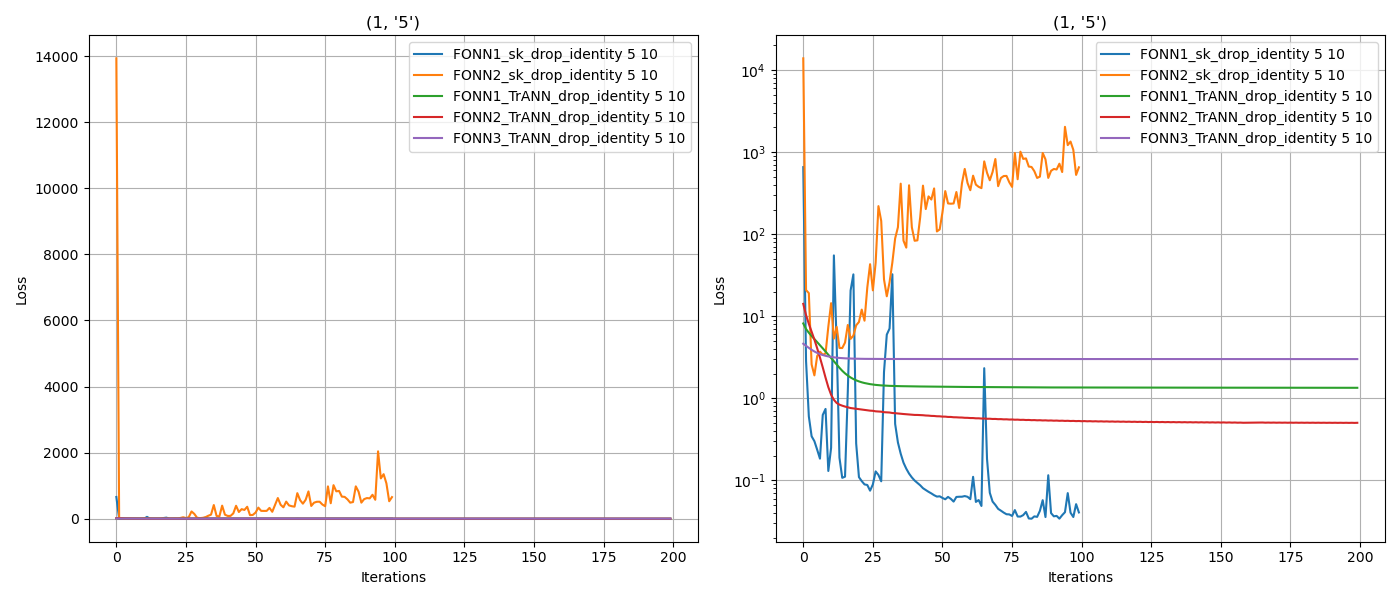 (1, '5')
14000
12000
10000
8000
6000
4000
2000
0
Loss
0 25 50 75 100 125 150 175 200
Iterations
FONN1_sk_drop_identity 5 10
FONN2_sk_drop_identity 5 10
FONN1_TrANN_drop_identity 5 10
FONN2_TrANN_drop_identity 5 10
FONN3_TrANN_drop_identity 5 10
(1, '5')
10⁴
10³
10²
10¹
10⁰
10⁻¹
Loss
0 25 50 75 100 125 150 175 200
Iterations
FONN1_sk_drop_identity 5 10
FONN2_sk_drop_identity 5 10
FONN1_TrANN_drop_identity 5 10
FONN2_TrANN_drop_identity 5 10
FONN3_TrANN_drop_identity 5 10